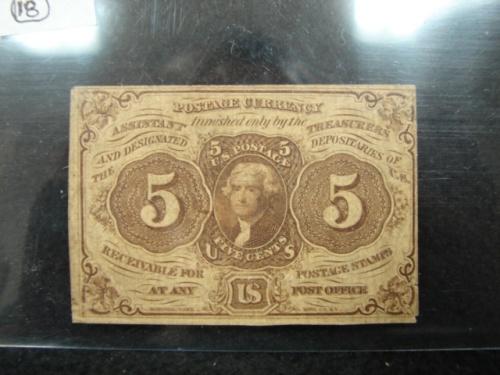 18
POSTAGE CURRENCY
furnished only by the
ASSISTANT TREASURERS
AND DESIGNATED DEPOSITARIES OF
THE U.S.
5 5
U.S. POSTAGE
5 5
FIVE CENTS
U S
RECEIVABLE FOR POSTAGE STAMPS
AT ANY US POST OFFICE